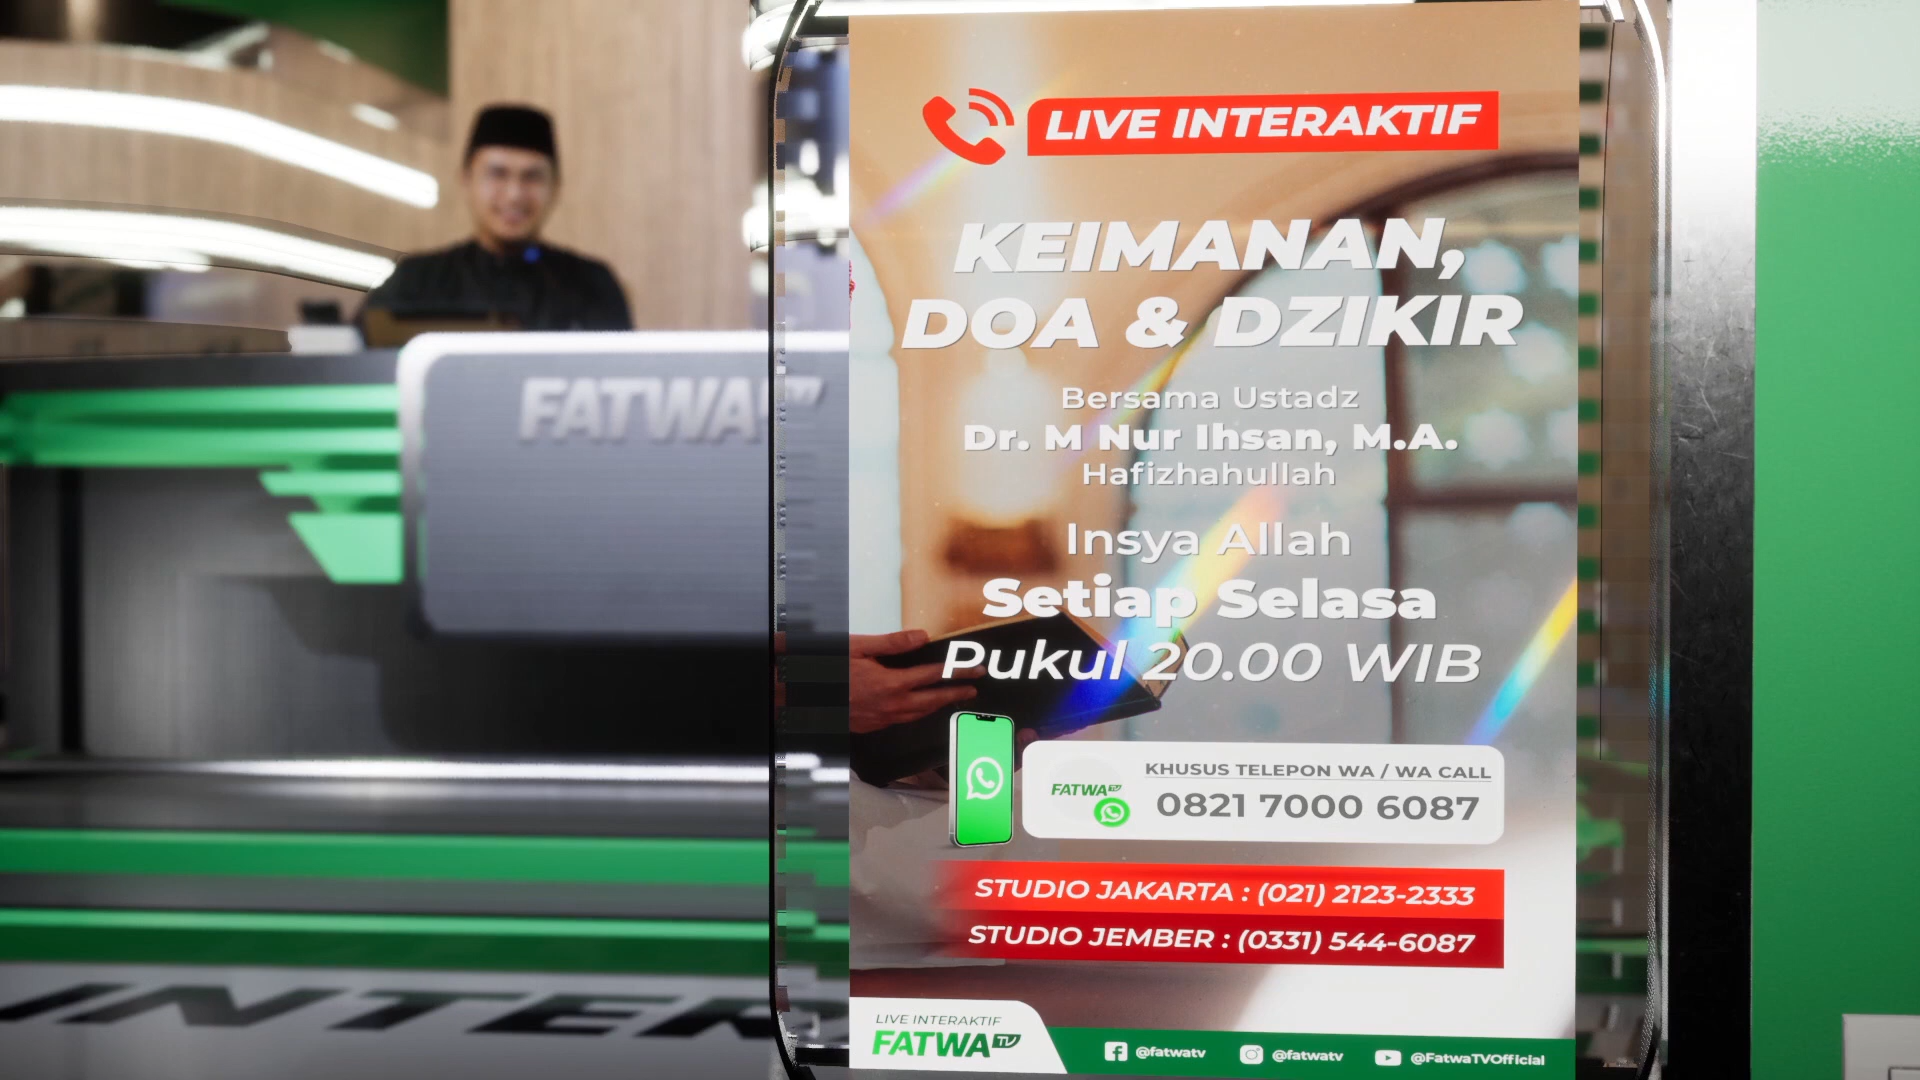 LIVE INTERAKTIF
KEIMANAN,
DOA & DZIKIR
Bersama Ustadz
Dr. M Nur Ihsan, M.A.
Hafizhahullah
Insya Allah
Setiap Selasa
Pukul 20.00 WIB
KHUSUS TELEPON WA / WA CALL
FATWA TV
0821 7000 6087
STUDIO JAKARTA : (021) 2123-2333
STUDIO JEMBER : (0331) 544-6087
LIVE INTERAKTIF
FATWA TV
@fatwatv
@fatwatv
@FatwaTVOfficial
FATWA TV
INTER